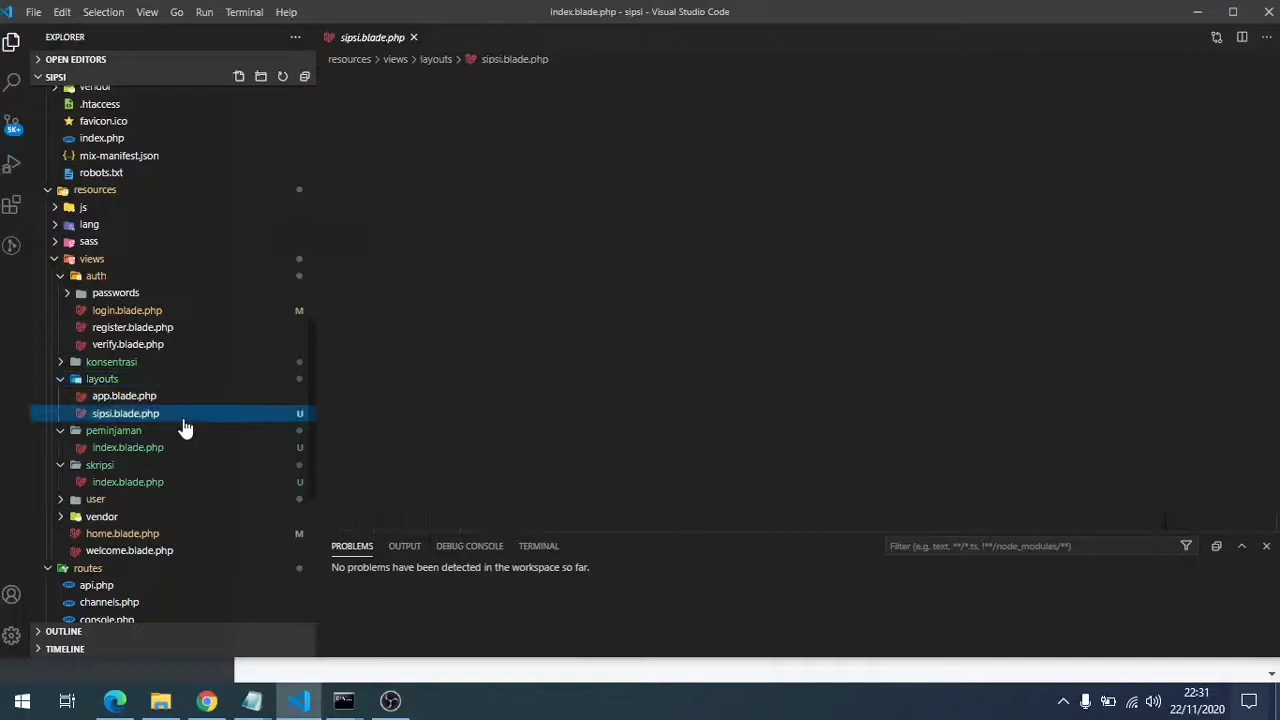 File Edit Selection View Go Run Terminal Help
index.blade.php - sipsi - Visual Studio Code
EXPLORER
sipsi.blade.php
OPEN EDITORS
resources > views > layouts > sipsi.blade.php
SIPSI
vendor
.htaccess
favicon.ico
5K+
index.php
mix-manifest.json
robots.txt
resources
js
lang
sass
views
auth
passwords
login.blade.php M
register.blade.php
verify.blade.php
konsentrasi
layouts
app.blade.php
sipsi.blade.php U
peminjaman
index.blade.php U
skripsi
index.blade.php U
user
vendor
home.blade.php M
welcome.blade.php
routes
api.php
channels.php
console.php
OUTLINE
TIMELINE
PROBLEMS OUTPUT DEBUG CONSOLE TERMINAL
Filter (e.g. text, **/*.ts, !**/node_modules/**)
No problems have been detected in the workspace so far.
22:31
22/11/2020